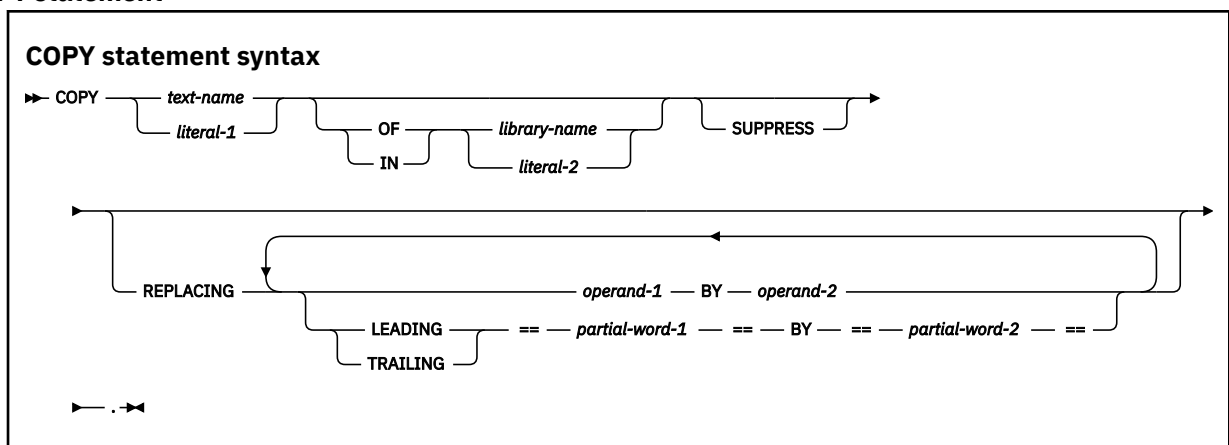 COPY statement syntax
COPY text-name OF library-name SUPPRESS
literal-1 IN literal-2
REPLACING operand-1 BY operand-2
LEADING == partial-word-1 == BY == partial-word-2 ==
TRAILING
.